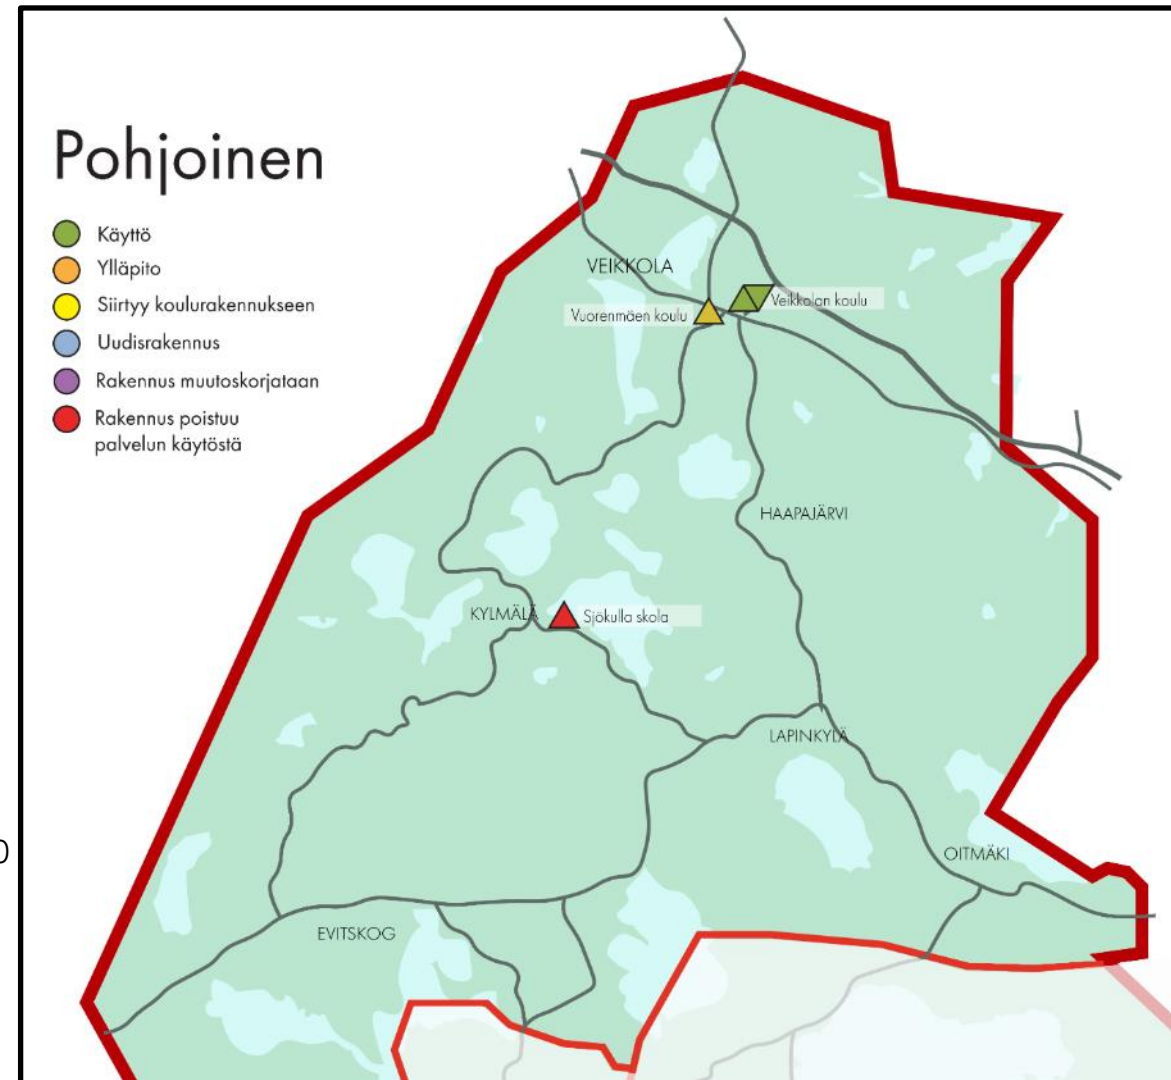 Pohjoinen
Käyttö
Ylläpito
Siirtyy koulurakennukseen
Uudisrakennus
Rakennus muutoskorjataan
Rakennus poistuu
palvelun käytöstä
VEIKKOLA
Veikkolan koulu
Vuorenmäen koulu
HAAPAJÄRVI
KYLMÄLÄ
Sjökulla skola
LAPINKYLÄ
OITMÄKI
0
EVITSKOG